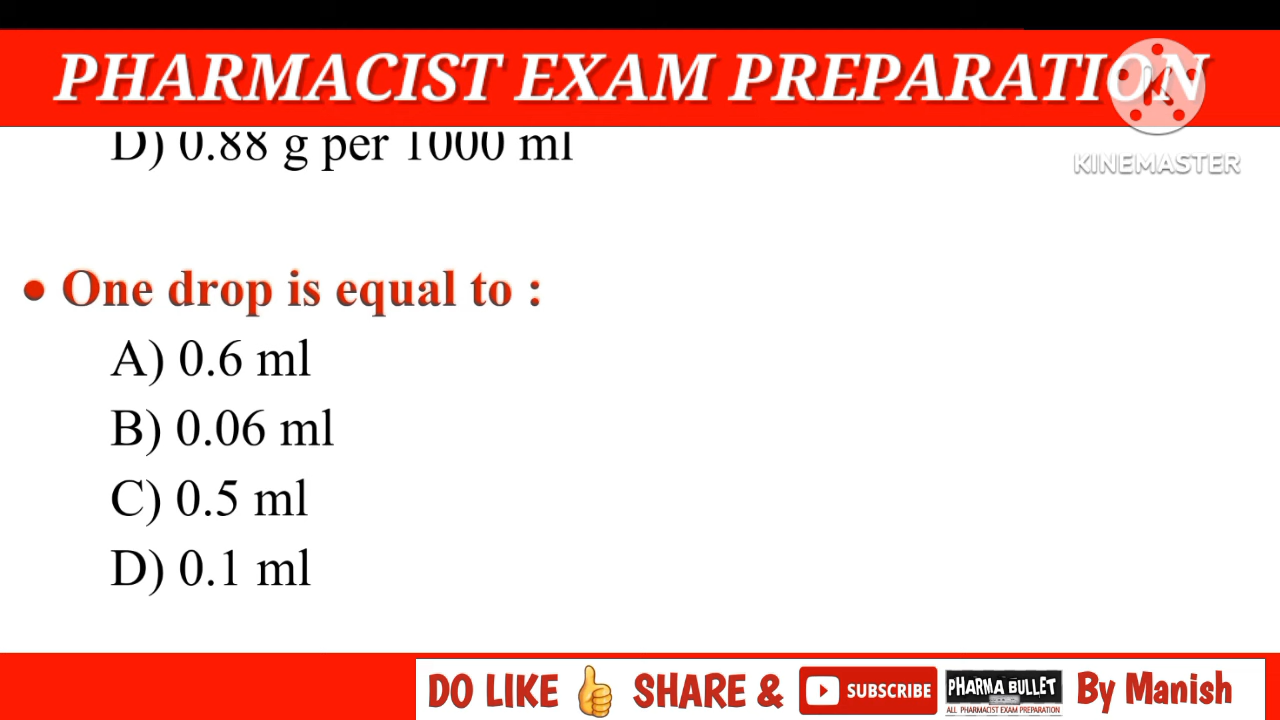 PHARMACIST EXAM PREPARATION
KINEMASTER
D) 0.88 g per 1000 ml
• One drop is equal to :
A) 0.6 ml
B) 0.06 ml
C) 0.5 ml
D) 0.1 ml
DO LIKE SHARE & SUBSCRIBE PHARMA BULLET By Manish
ALL PHARMACIST EXAM PREPARATION